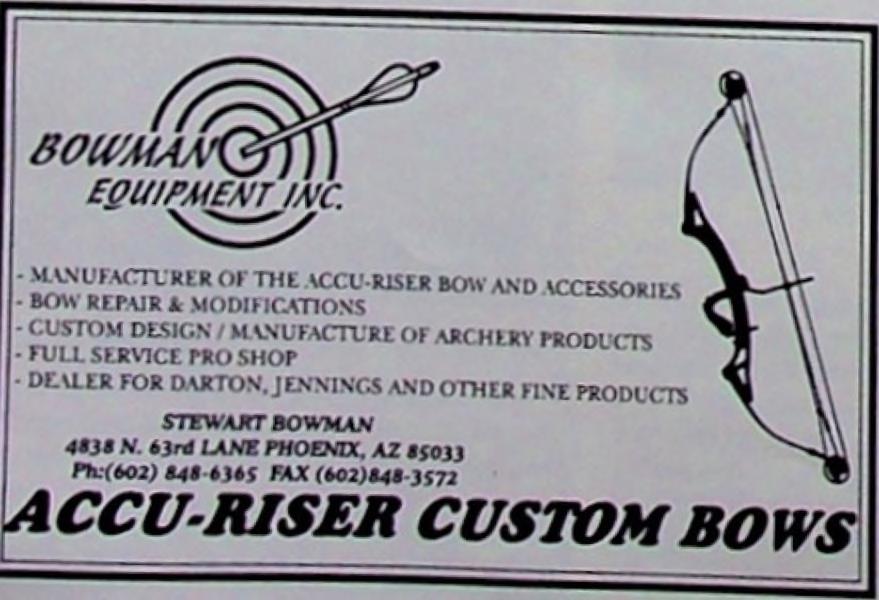 BOWMAN
EQUIPMENT INC.
- MANUFACTURER OF THE ACCU-RISER BOW AND ACCESSORIES
- BOW REPAIR & MODIFICATIONS
- CUSTOM DESIGN / MANUFACTURE OF ARCHERY PRODUCTS
- FULL SERVICE PRO SHOP
- DEALER FOR DARTON, JENNINGS AND OTHER FINE PRODUCTS
STEWART BOWMAN
4838 N. 63rd LANE PHOENIX, AZ 85033
Ph:(602) 848-6365 FAX (602)848-3572
ACCU-RISER CUSTOM BOWS